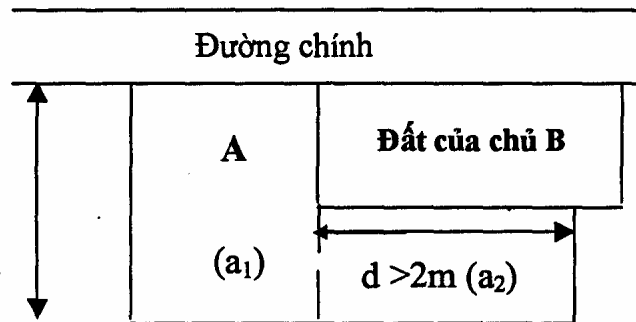 Đường chính
A
Đất của chủ B
(a₁)
d >2m (a₂)